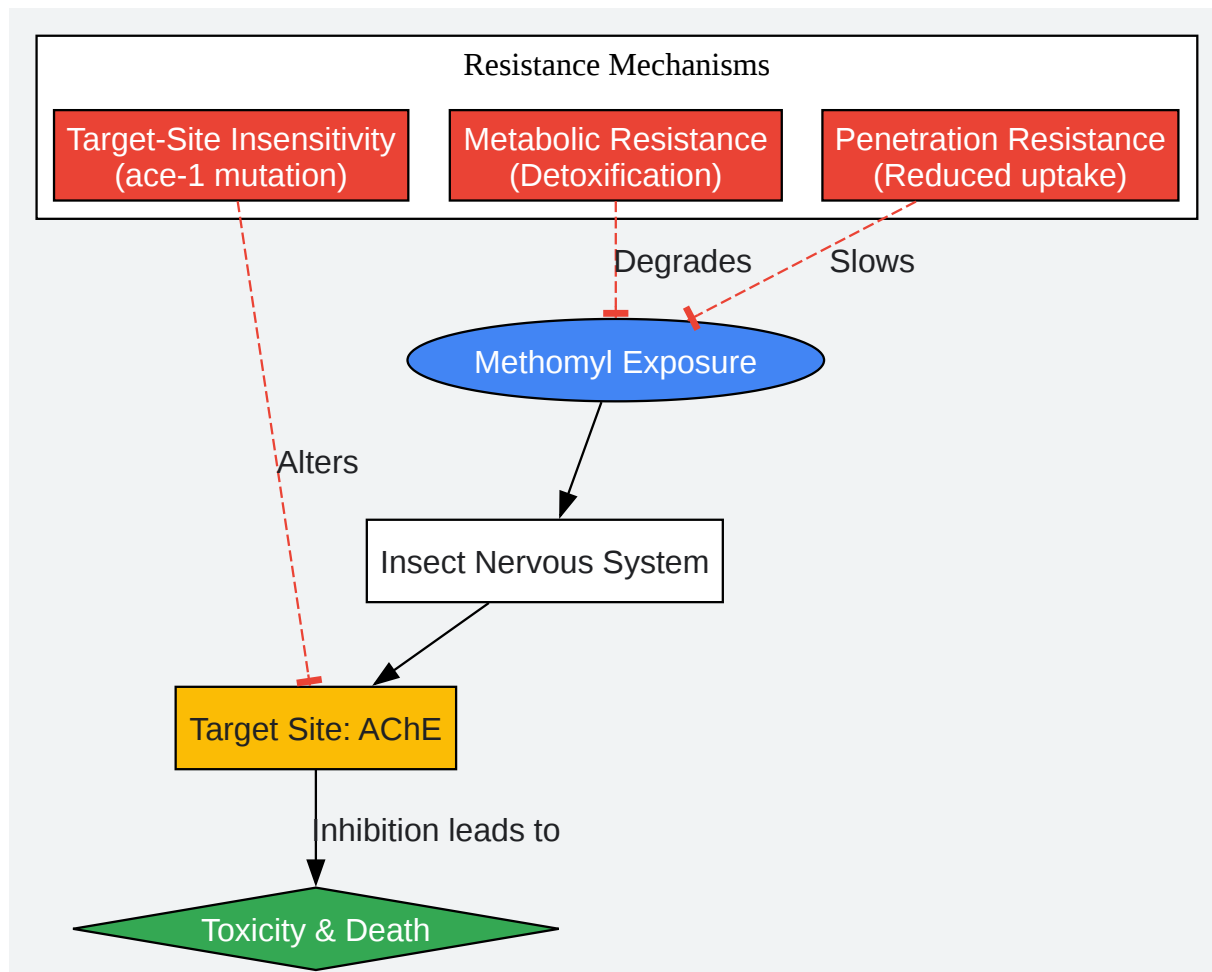 Resistance Mechanisms
Target-Site Insensitivity
(ace-1 mutation)
Metabolic Resistance
(Detoxification)
Penetration Resistance
(Reduced uptake)
Degrades
Slows
Methomyl Exposure
Alters
Insect Nervous System
Target Site: AChE
Inhibition leads to
Toxicity & Death